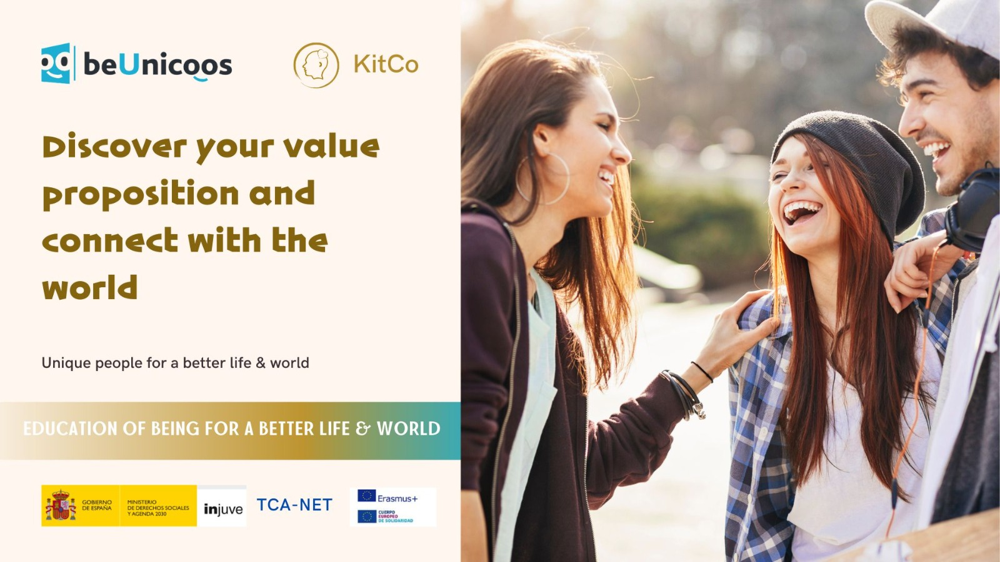 beUnicoos
KitCo
Discover your value
proposition and
connect with the
world
Unique people for a better life & world
EDUCATION OF BEING FOR A BETTER LIFE & WORLD
GOBIERNO
DE ESPAÑA
MINISTERIO
DE DERECHOS SOCIALES
Y AGENDA 2030
injuve
TCA-NET
Erasmus+
CUERPO
EUROPEO
DE SOLIDARIDAD